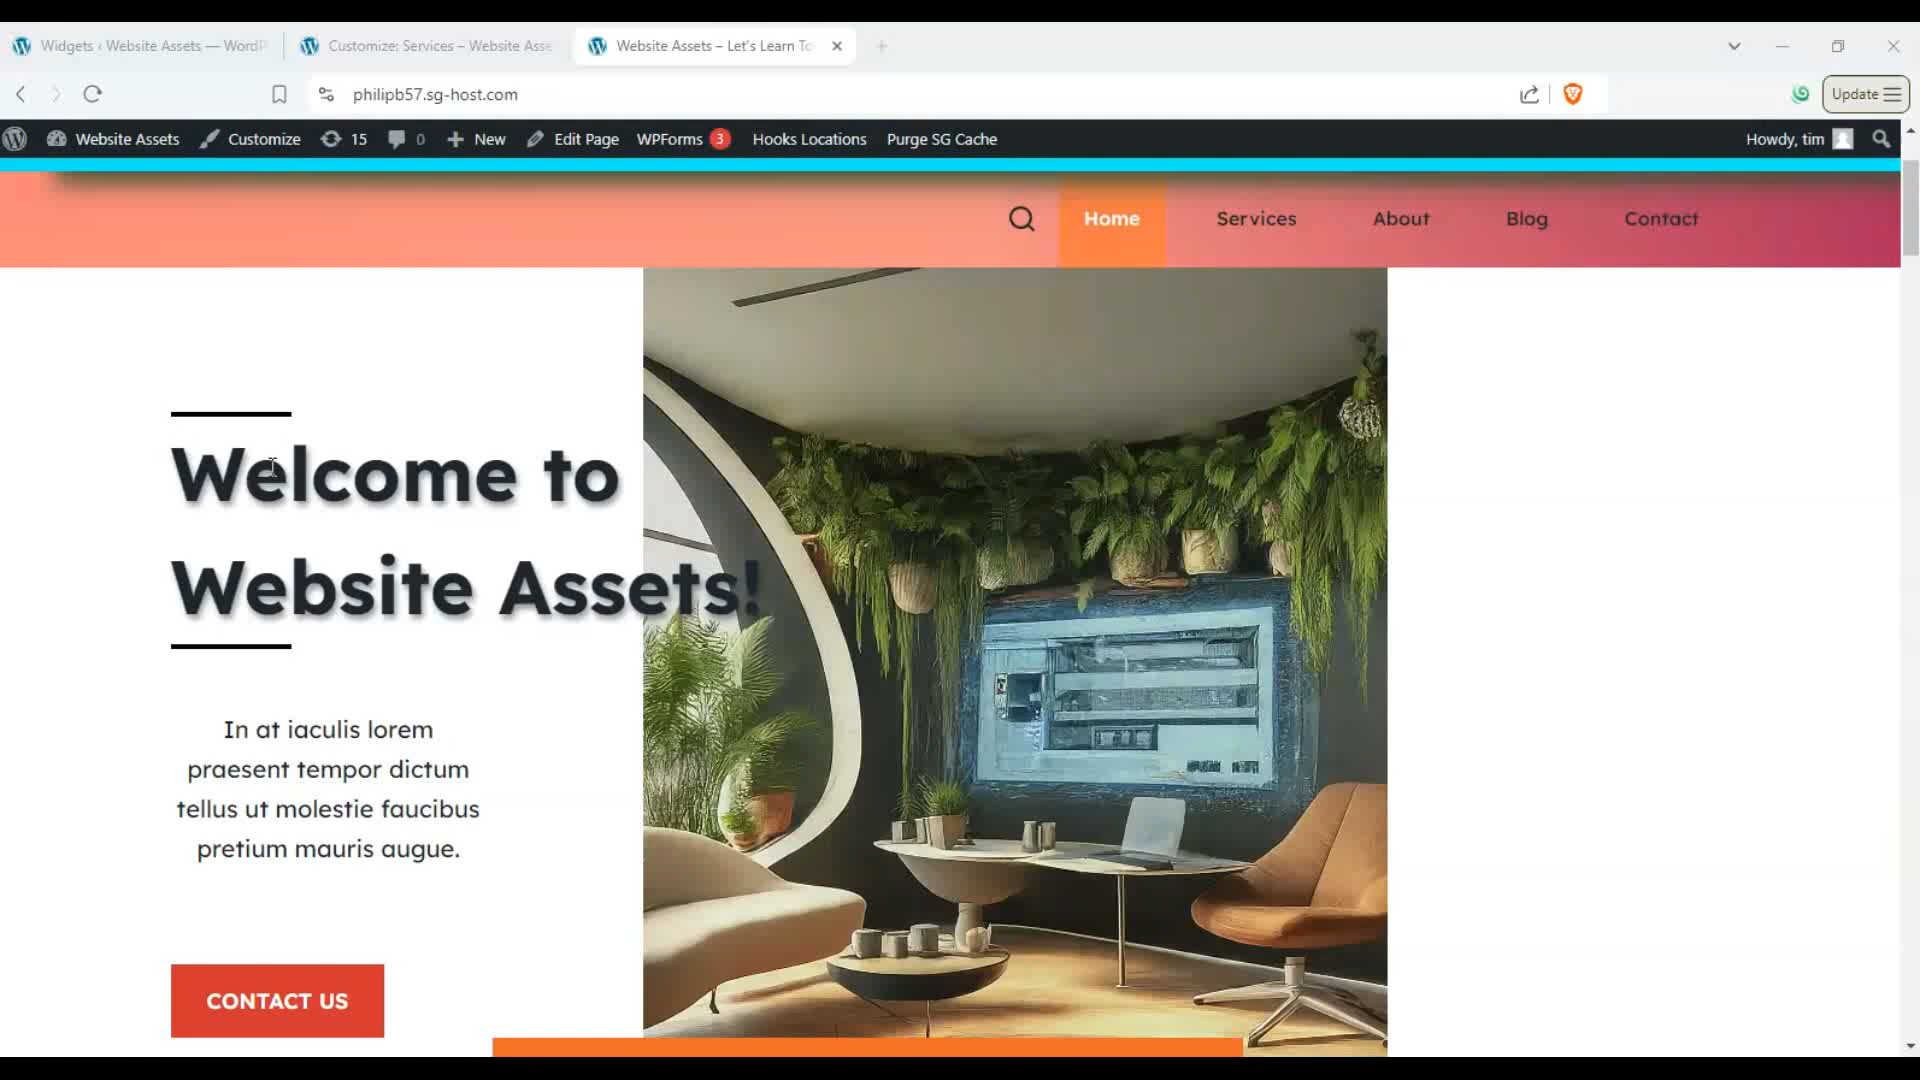 Widgets ‹ Website Assets — WordP
Customize: Services – Website Asse
Website Assets – Let's Learn To
philipb57.sg-host.com
Update
Website Assets
Customize
15
0
New
Edit Page
WPForms 3
Hooks Locations
Purge SG Cache
Howdy, tim
Home
Services
About
Blog
Contact
Welcome to
Website Assets!
In at iaculis lorem
praesent tempor dictum
tellus ut molestie faucibus
pretium mauris augue.
CONTACT US